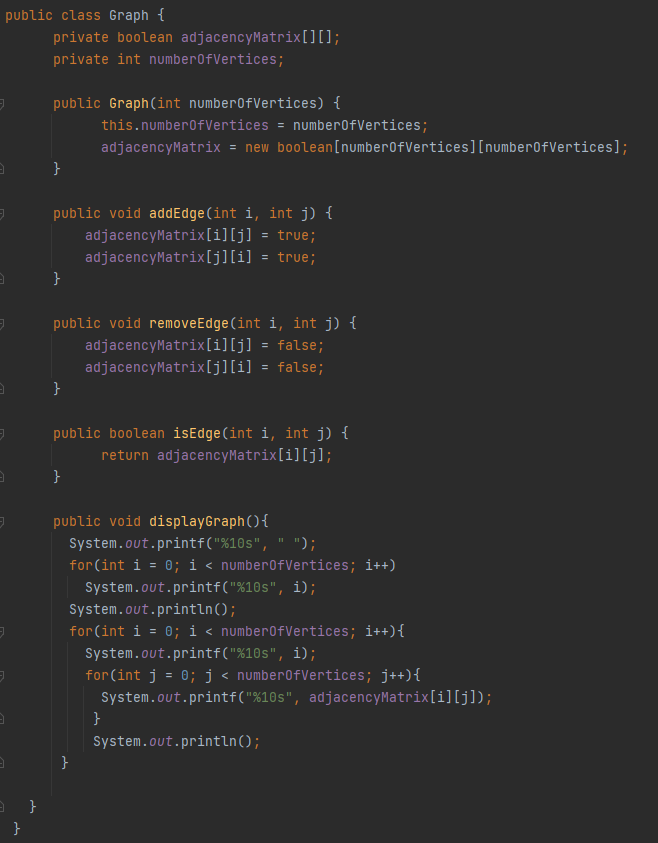 public class Graph {
private boolean adjacencyMatrix[][];
private int numberOfVertices;
public Graph(int numberOfVertices) {
this.numberOfVertices = numberOfVertices;
adjacencyMatrix = new boolean[numberOfVertices][numberOfVertices];
}
public void addEdge(int i, int j) {
adjacencyMatrix[i][j] = true;
adjacencyMatrix[j][i] = true;
}
public void removeEdge(int i, int j) {
adjacencyMatrix[i][j] = false;
adjacencyMatrix[j][i] = false;
}
public boolean isEdge(int i, int j) {
return adjacencyMatrix[i][j];
}
public void displayGraph(){
System.out.printf("%10s", " ");
for(int i = 0; i < numberOfVertices; i++)
System.out.printf("%10s", i);
System.out.println();
for(int i = 0; i < numberOfVertices; i++){
System.out.printf("%10s", i);
for(int j = 0; j < numberOfVertices; j++){
System.out.printf("%10s", adjacencyMatrix[i][j]);
}
System.out.println();
}
}
}